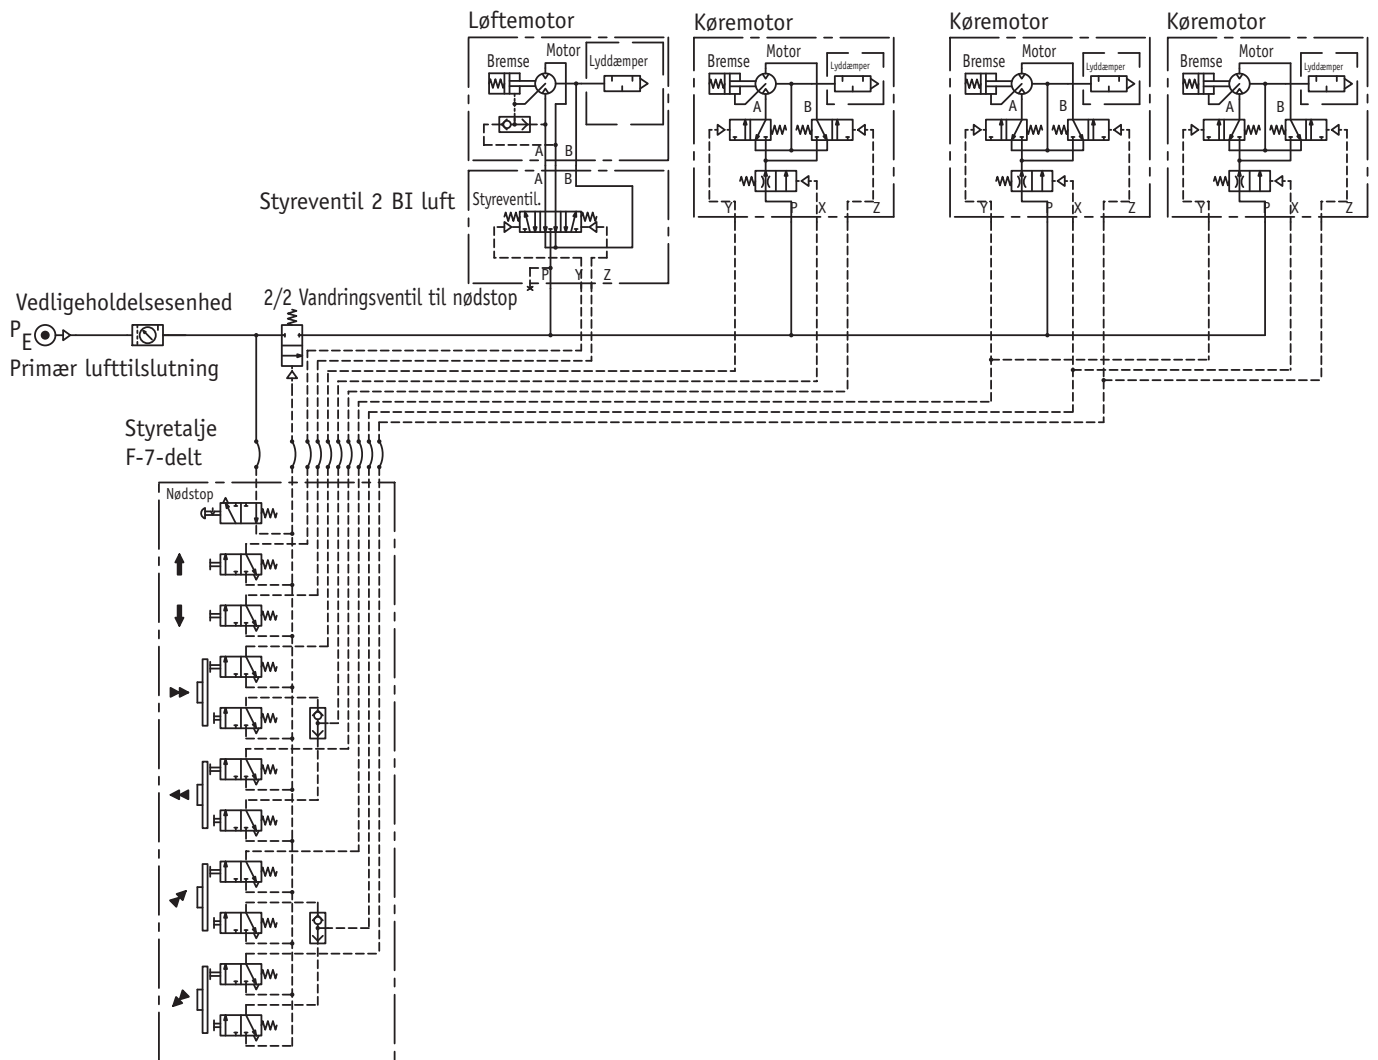 Løftemotor
Køremotor
Køremotor
Køremotor
Bremse
Motor
Lyddæmper
Bremse
Motor
Lyddæmper
Bremse
Motor
Lyddæmper
Bremse
Motor
Lyddæmper
A B
A B
A B
A B
A B
Styreventil 2 BI luft
Styreventil.
Y P X Z
Y P X Z
Y P X Z
P Y Z
Vedligeholdelsesenhed
2/2 Vandringsventil til nødstop
PE
Primær lufttilslutning
Styretalje
F-7-delt
Nødstop